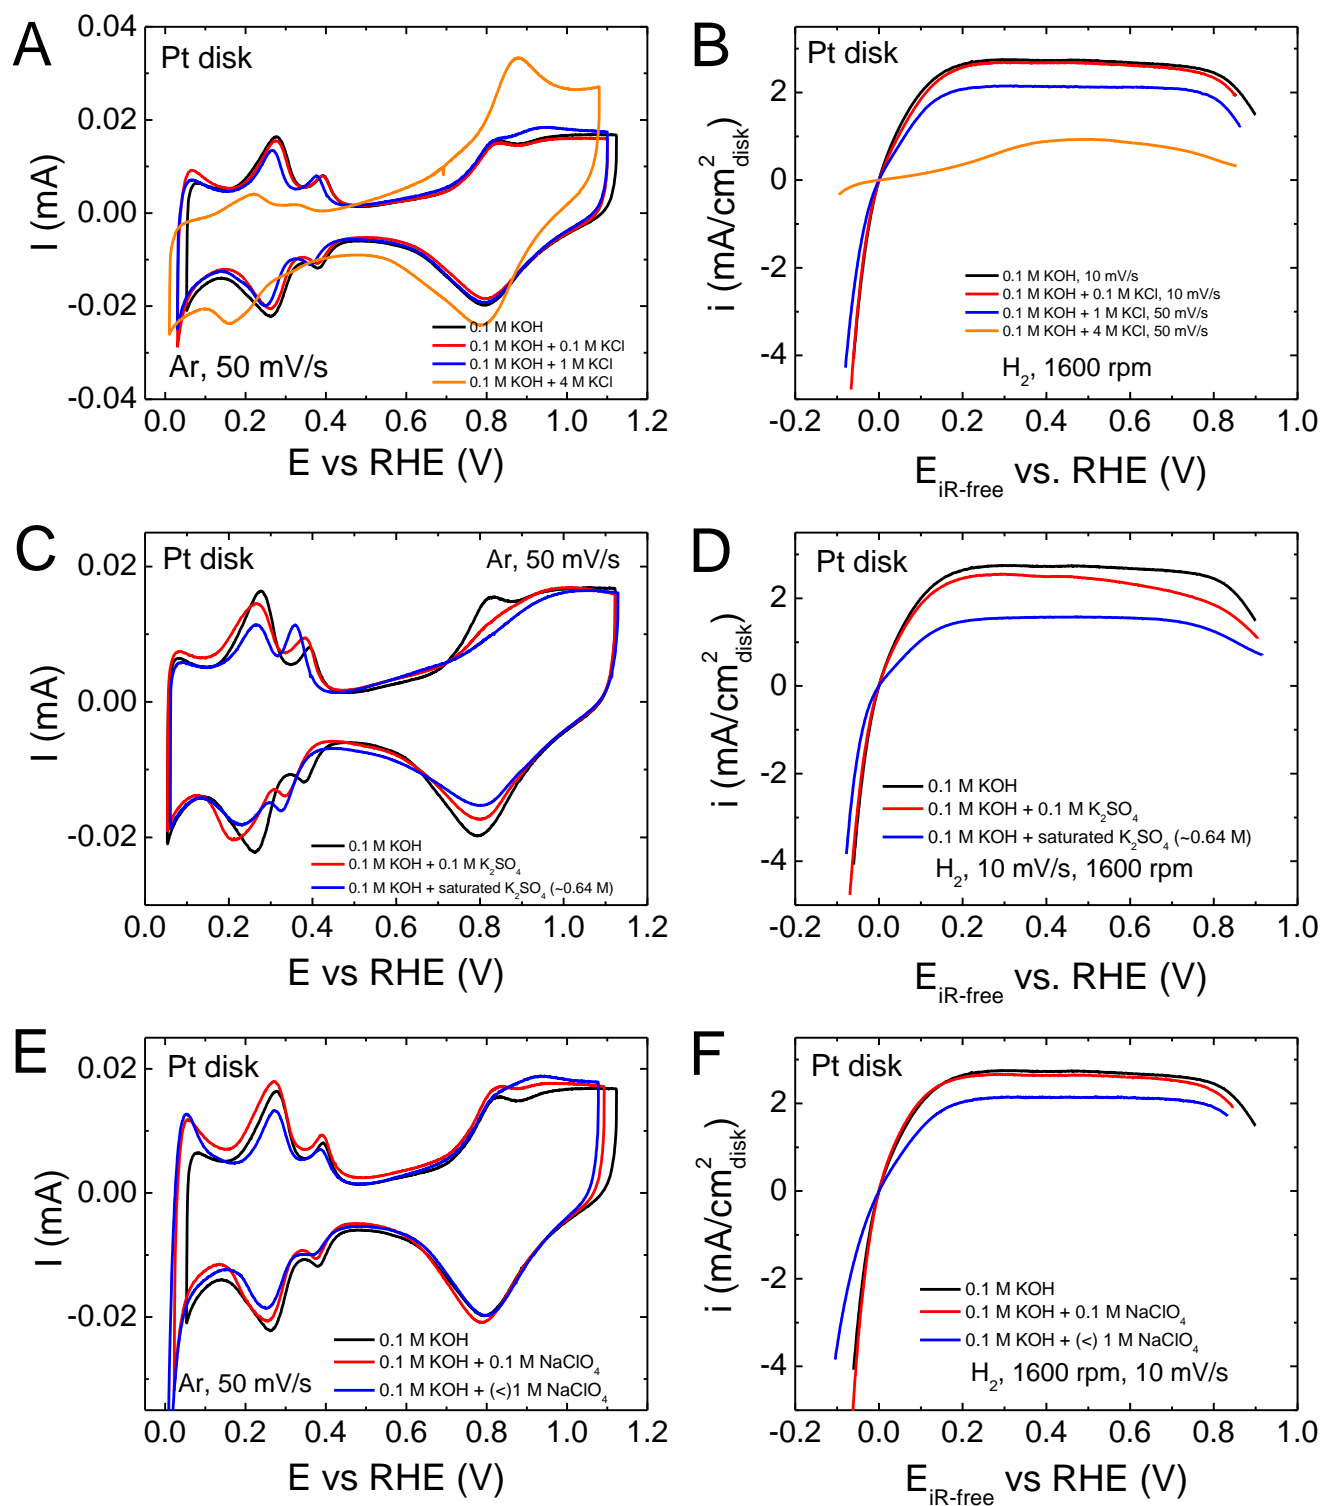 A
Pt disk
0.04
0.02
0.00
-0.02
-0.04
I (mA)
0.1 M KOH
0.1 M KOH + 0.1 M KCl
0.1 M KOH + 1 M KCl
0.1 M KOH + 4 M KCl
Ar, 50 mV/s
0.0 0.2 0.4 0.6 0.8 1.0 1.2
E vs RHE (V)
B
Pt disk
2
0
2
-4
i (mA/cm²disk)
0.1 M KOH, 10 mV/s
0.1 M KOH + 0.1 M KCl, 10 mV/s
0.1 M KOH + 1 M KCl, 50 mV/s
0.1 M KOH + 4 M KCl, 50 mV/s
H₂, 1600 rpm
-0.2 0.0 0.2 0.4 0.6 0.8 1.0
E_iR-free vs. RHE (V)
C
Pt disk
Ar, 50 mV/s
0.02
0.00
-0.02
I (mA)
0.1 M KOH
0.1 M KOH + 0.1 M K₂SO₄
0.1 M KOH + saturated K₂SO₄ (~0.64 M)
0.0 0.2 0.4 0.6 0.8 1.0 1.2
E vs RHE (V)
D
Pt disk
2
0
2
-4
i (mA/cm²disk)
0.1 M KOH
0.1 M KOH + 0.1 M K₂SO₄
0.1 M KOH + saturated K₂SO₄ (~0.64 M)
H₂, 10 mV/s, 1600 rpm
-0.2 0.0 0.2 0.4 0.6 0.8 1.0
E_iR-free vs. RHE (V)
E
Pt disk
0.02
0.00
-0.02
I (mA)
0.1 M KOH
0.1 M KOH + 0.1 M NaClO₄
0.1 M KOH + (<)1 M NaClO₄
Ar, 50 mV/s
0.0 0.2 0.4 0.6 0.8 1.0 1.2
E vs RHE (V)
F
Pt disk
2
0
2
-4
i (mA/cm²disk)
0.1 M KOH
0.1 M KOH + 0.1 M NaClO₄
0.1 M KOH + (<) 1 M NaClO₄
H₂, 1600 rpm, 10 mV/s
-0.2 0.0 0.2 0.4 0.6 0.8 1.0
E_iR-free vs RHE (V)